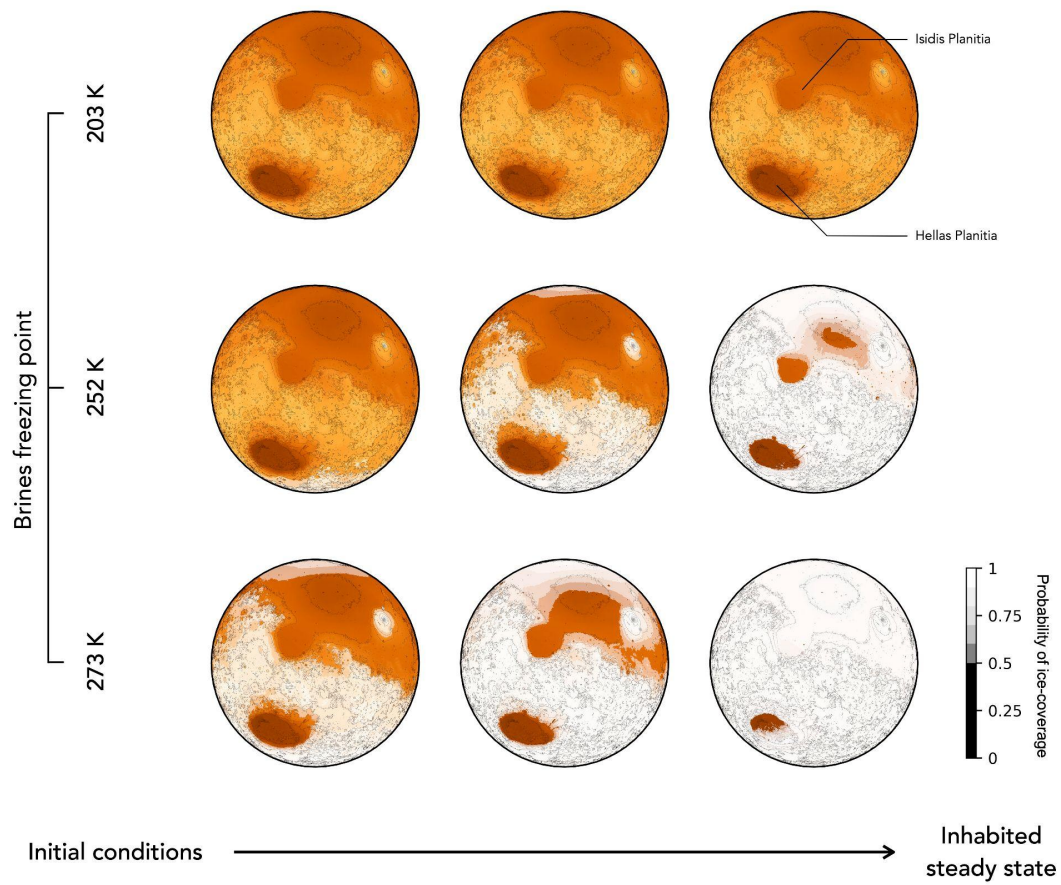 Isidis Planitia
203 K
Hellas Planitia
Brines freezing point
252 K
273 K
Probability of ice-coverage
1
0.75
0.5
0.25
0
Initial conditions
Inhabited
steady state